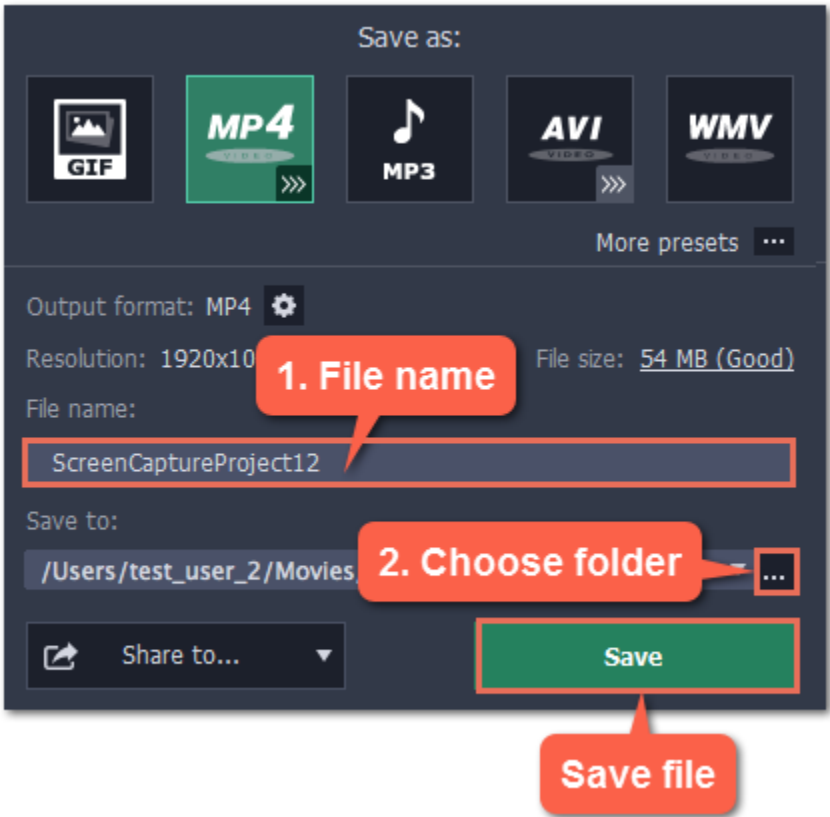 Save as:
GIF
MP4
VIDEO
MP3
AVI
VIDEO
WMV
VIDEO
More presets ...
Output format: MP4
Resolution: 1920x10
1. File name
File size: 54 MB (Good)
File name:
ScreenCaptureProject12
Save to:
/Users/test_user_2/Movies
2. Choose folder
...
Share to...
Save
Save file